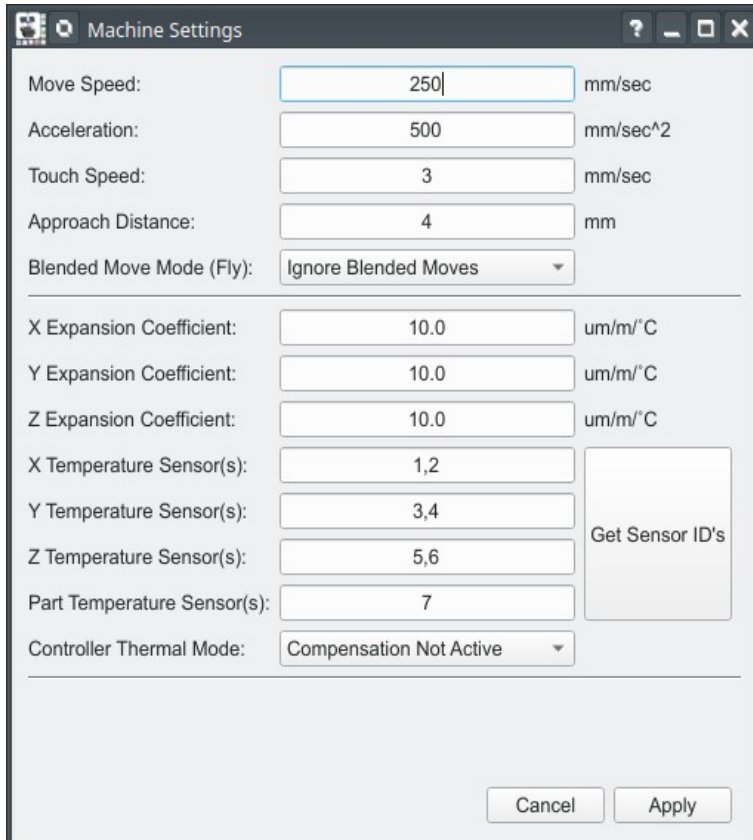 Machine Settings
Move Speed: 250 mm/sec
Acceleration: 500 mm/sec^2
Touch Speed: 3 mm/sec
Approach Distance: 4 mm
Blended Move Mode (Fly): Ignore Blended Moves
X Expansion Coefficient: 10.0 um/m/˚C
Y Expansion Coefficient: 10.0 um/m/˚C
Z Expansion Coefficient: 10.0 um/m/˚C
X Temperature Sensor(s): 1,2
Y Temperature Sensor(s): 3,4
Get Sensor ID's
Z Temperature Sensor(s): 5,6
Part Temperature Sensor(s): 7
Controller Thermal Mode: Compensation Not Active
Cancel Apply